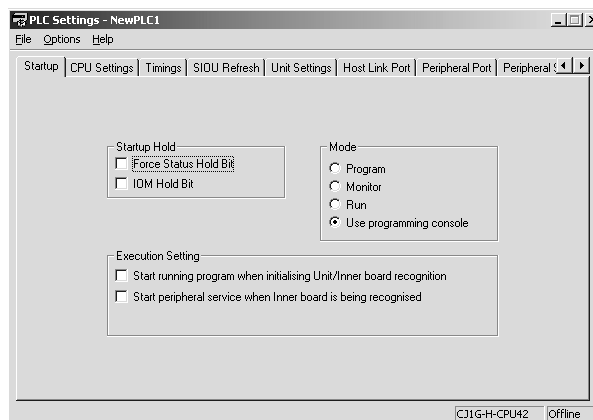 PLC Settings - NewPLC1
File Options Help
Startup CPU Settings Timings SIOU Refresh Unit Settings Host Link Port Peripheral Port Peripheral
Startup Hold
Force Status Hold Bit
IOM Hold Bit
Mode
Program
Monitor
Run
Use programming console
Execution Setting
Start running program when initialising Unit/Inner board recognition
Start peripheral service when Inner board is being recognised
CJ1G-H-CPU42 Offline